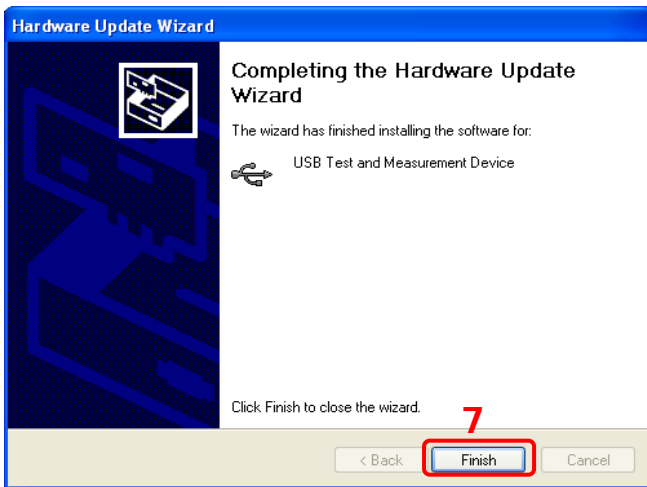 Hardware Update Wizard
Completing the Hardware Update
Wizard
The wizard has finished installing the software for:
USB Test and Measurement Device
Click Finish to close the wizard.
7
< Back
Finish
Cancel